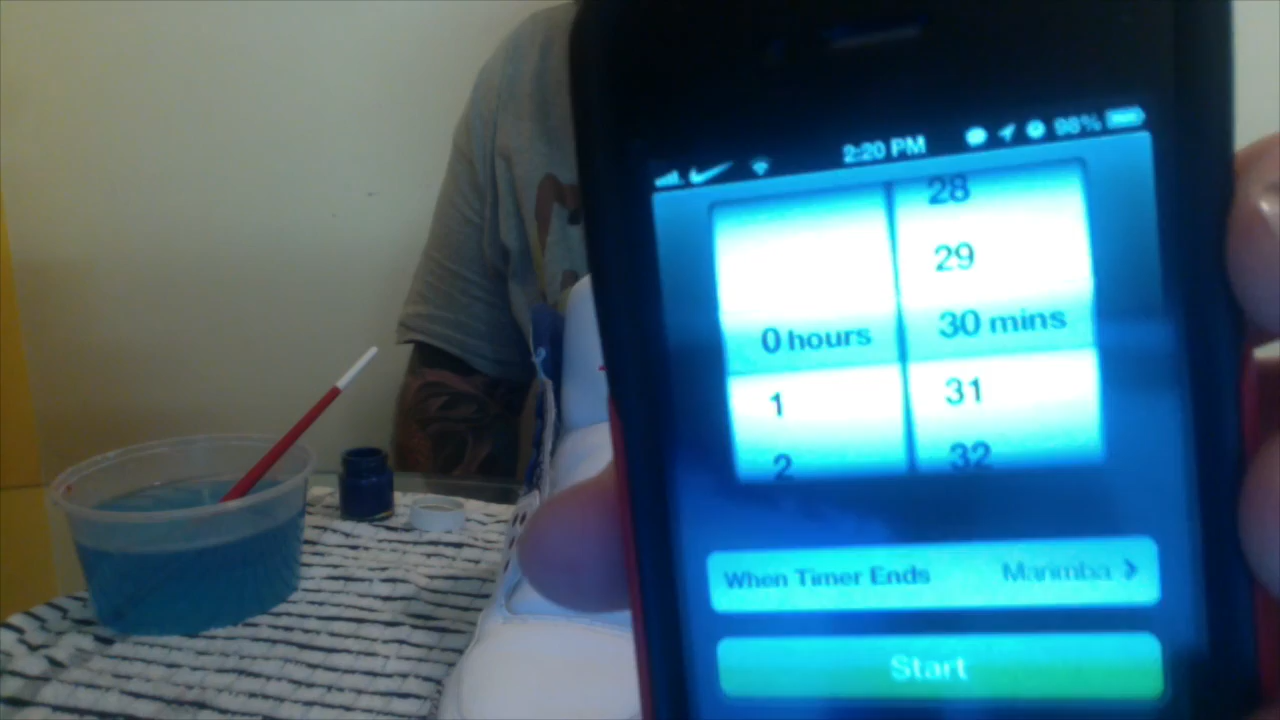 2:20 PM 98%
28
29
0 hours 30 mins
1 31
2 32
When Timer Ends Marimba
Start